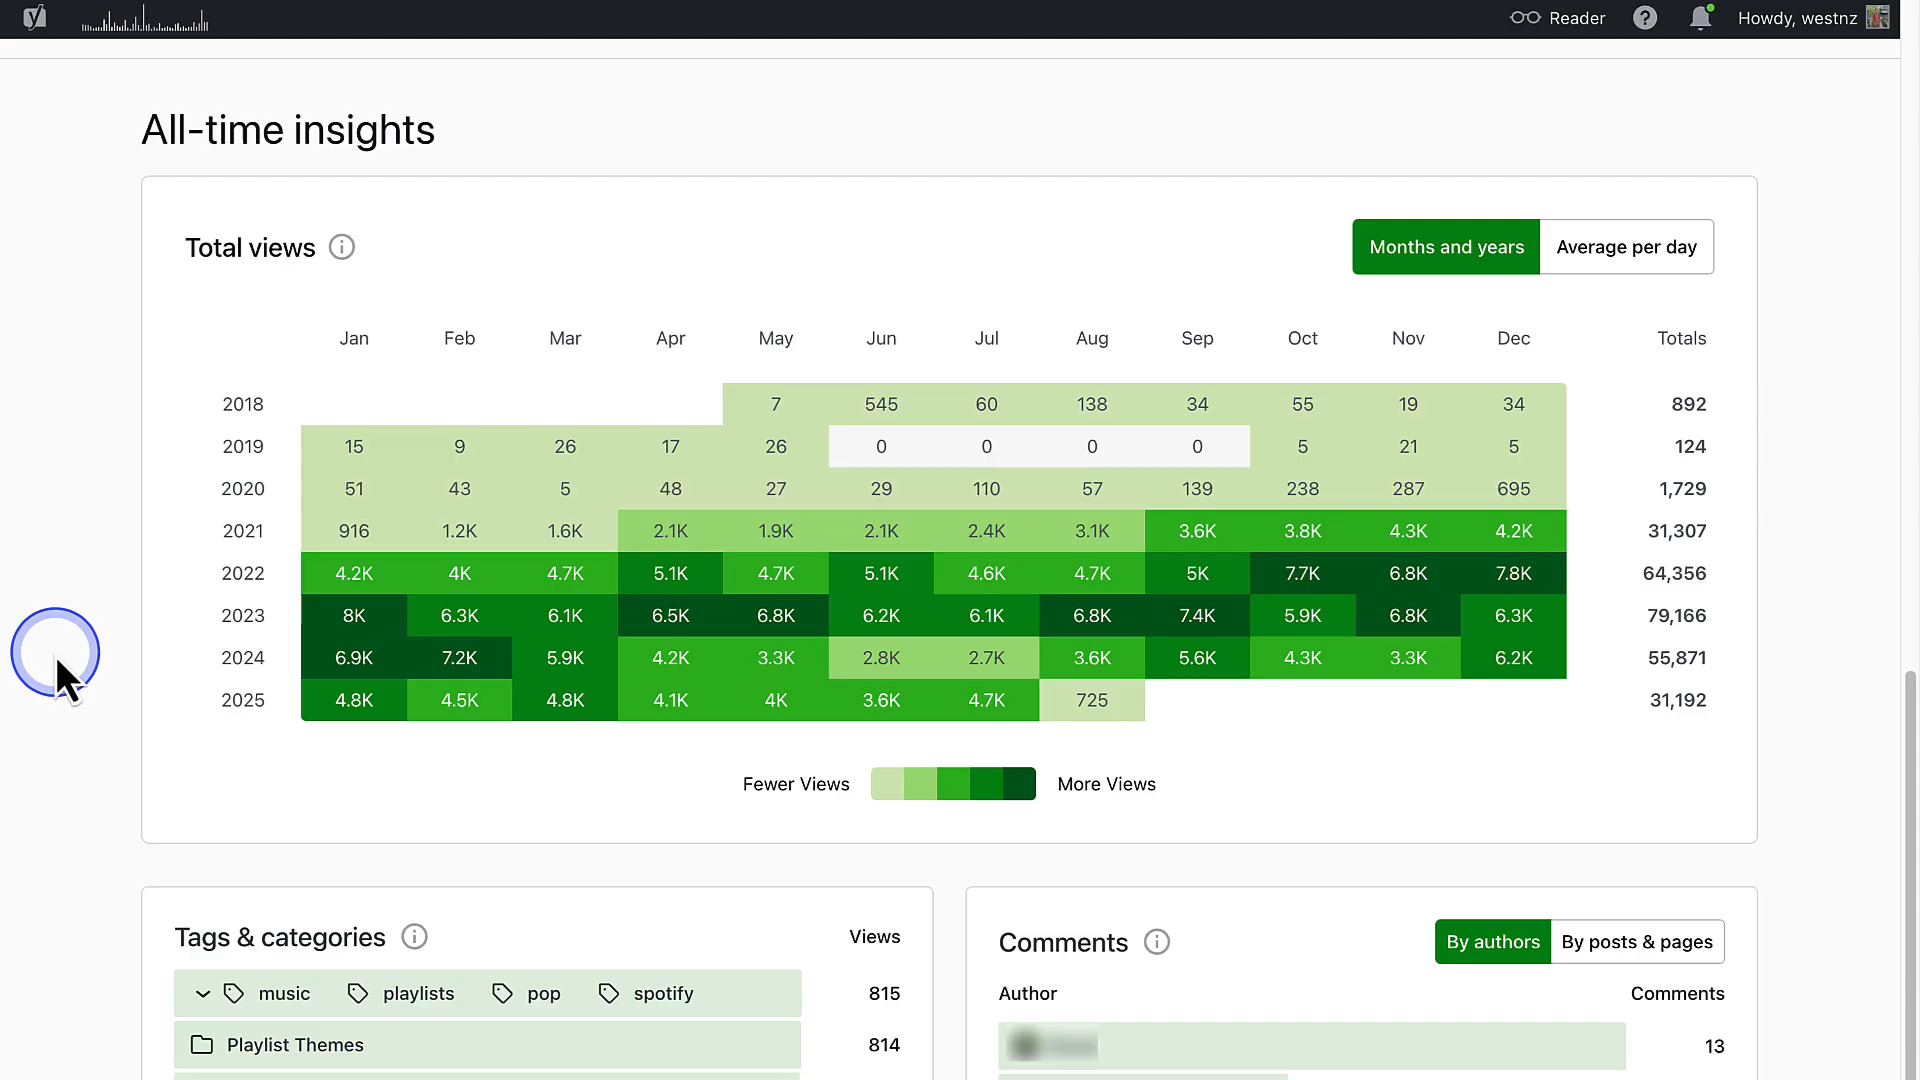 Reader Howdy, westnz
All-time insights
Total views Months and years Average per day
Jan Feb Mar Apr May Jun Jul Aug Sep Oct Nov Dec Totals
2018 7 545 60 138 34 55 19 34 892
2019 15 9 26 17 26 0 0 0 0 5 21 5 124
2020 51 43 5 48 27 29 110 57 139 238 287 695 1,729
2021 916 1.2K 1.6K 2.1K 1.9K 2.1K 2.4K 3.1K 3.6K 3.8K 4.3K 4.2K 31,307
2022 4.2K 4K 4.7K 5.1K 4.7K 5.1K 4.6K 4.7K 5K 7.7K 6.8K 7.8K 64,356
2023 8K 6.3K 6.1K 6.5K 6.8K 6.2K 6.1K 6.8K 7.4K 5.9K 6.8K 6.3K 79,166
2024 6.9K 7.2K 5.9K 4.2K 3.3K 2.8K 2.7K 3.6K 5.6K 4.3K 3.3K 6.2K 55,871
2025 4.8K 4.5K 4.8K 4.1K 4K 3.6K 4.7K 725 31,192
Fewer Views More Views
Tags & categories Views
music playlists pop spotify 815
Playlist Themes 814
Comments By authors By posts & pages
Author Comments
13